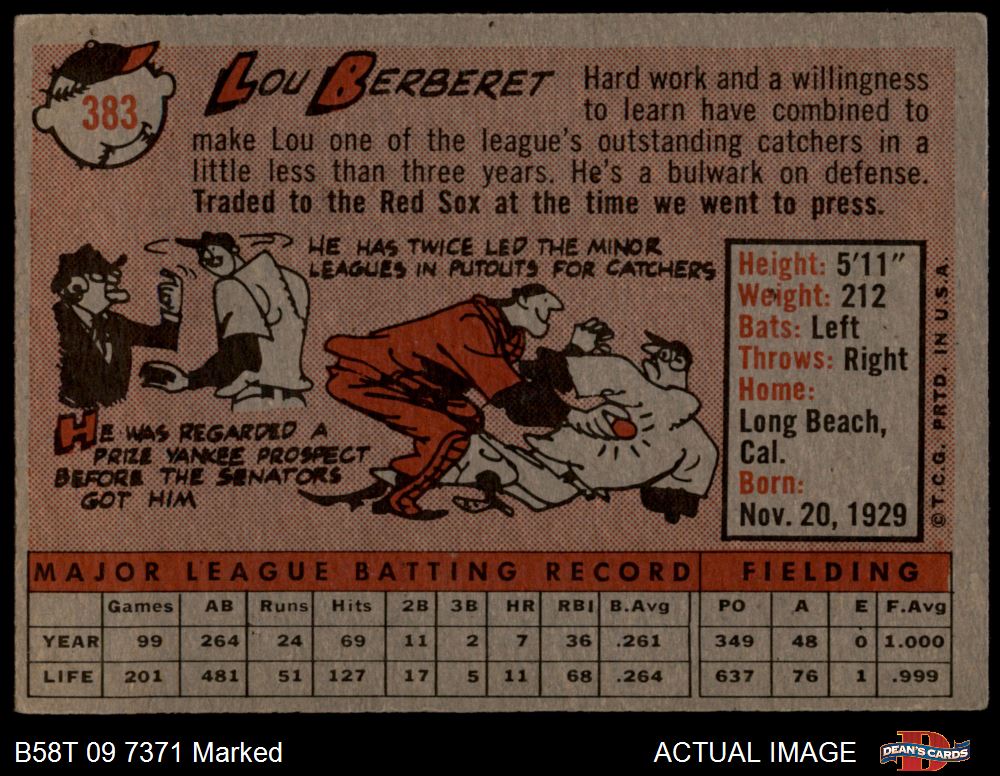 383
LOU BERBERET
Hard work and a willingness
to learn have combined to
make Lou one of the league's outstanding catchers in a
little less than three years. He's a bulwark on defense.
Traded to the Red Sox at the time we went to press.
HE HAS TWICE LED THE MINOR
LEAGUES IN PUTOUTS FOR CATCHERS
HE WAS REGARDED A
PRIZE YANKEE PROSPECT
BEFORE THE SENATORS
GOT HIM
Height: 5'11"
Weight: 212
Bats: Left
Throws: Right
Home:
Long Beach,
Cal.
Born:
Nov. 20, 1929
© T.C.G. PRTD. IN U.S.A.
MAJOR LEAGUE BATTING RECORD FIELDING
Games AB Runs Hits 2B 3B HR RBI B.Avg PO A E F.Avg
YEAR 99 264 24 69 11 2 7 36 .261 349 48 0 1.000
LIFE 201 481 51 127 17 5 11 68 .264 637 76 1 .999
B58T 09 7371 Marked
ACTUAL IMAGE
DEAN'S CARDS